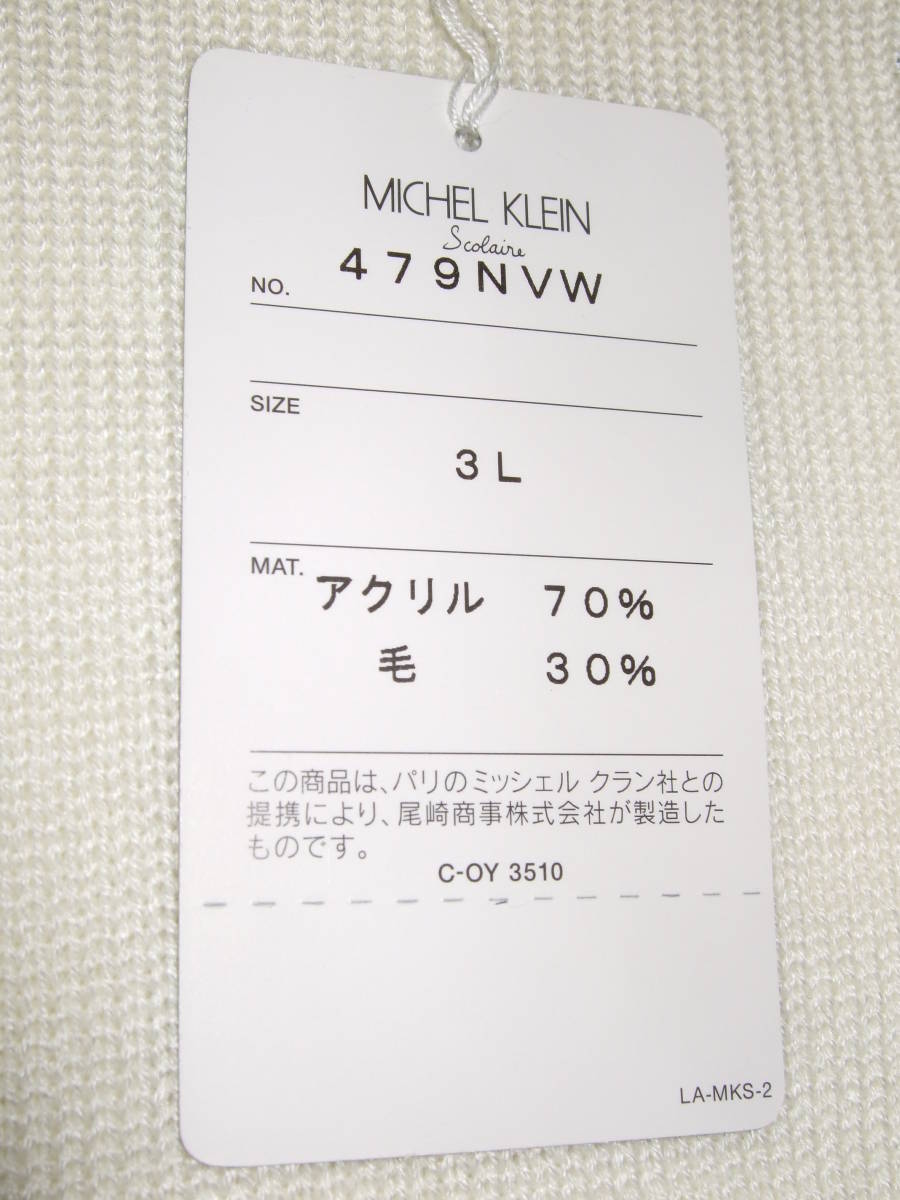 MICHEL KLEIN
Scolaire
NO. 479NVW
SIZE
3L
MAT. アクリル 70%
毛 30%
この商品は、パリのミッシェル クラン社との
提携により、尾崎商事株式会社が製造した
ものです。
C-OY 3510
LA-MKS-2